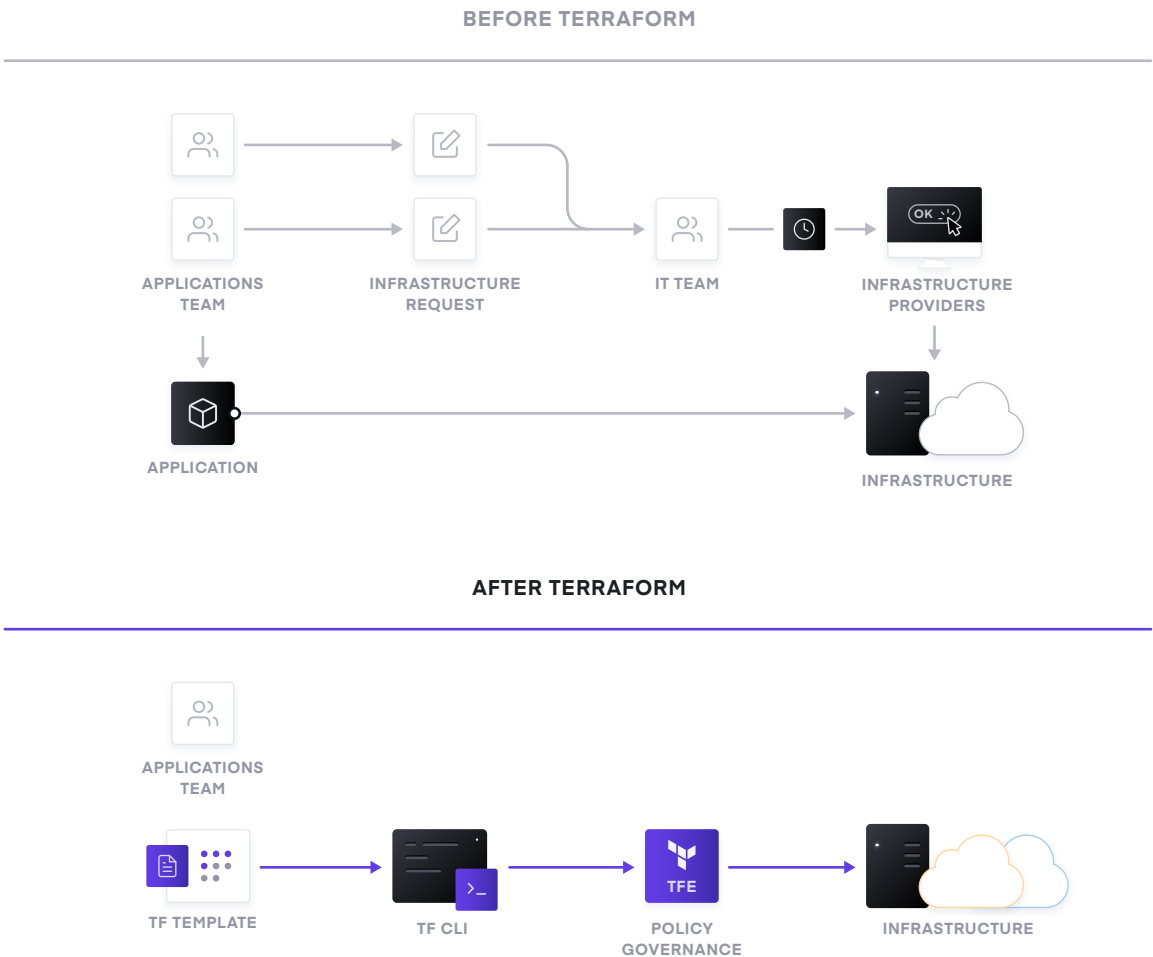 BEFORE TERRAFORM
OK
APPLICATIONS
TEAM
INFRASTRUCTURE
REQUEST
IT TEAM
INFRASTRUCTURE
PROVIDERS
APPLICATION
INFRASTRUCTURE
AFTER TERRAFORM
APPLICATIONS
TEAM
TFE
TF TEMPLATE
TF CLI
POLICY
GOVERNANCE
INFRASTRUCTURE